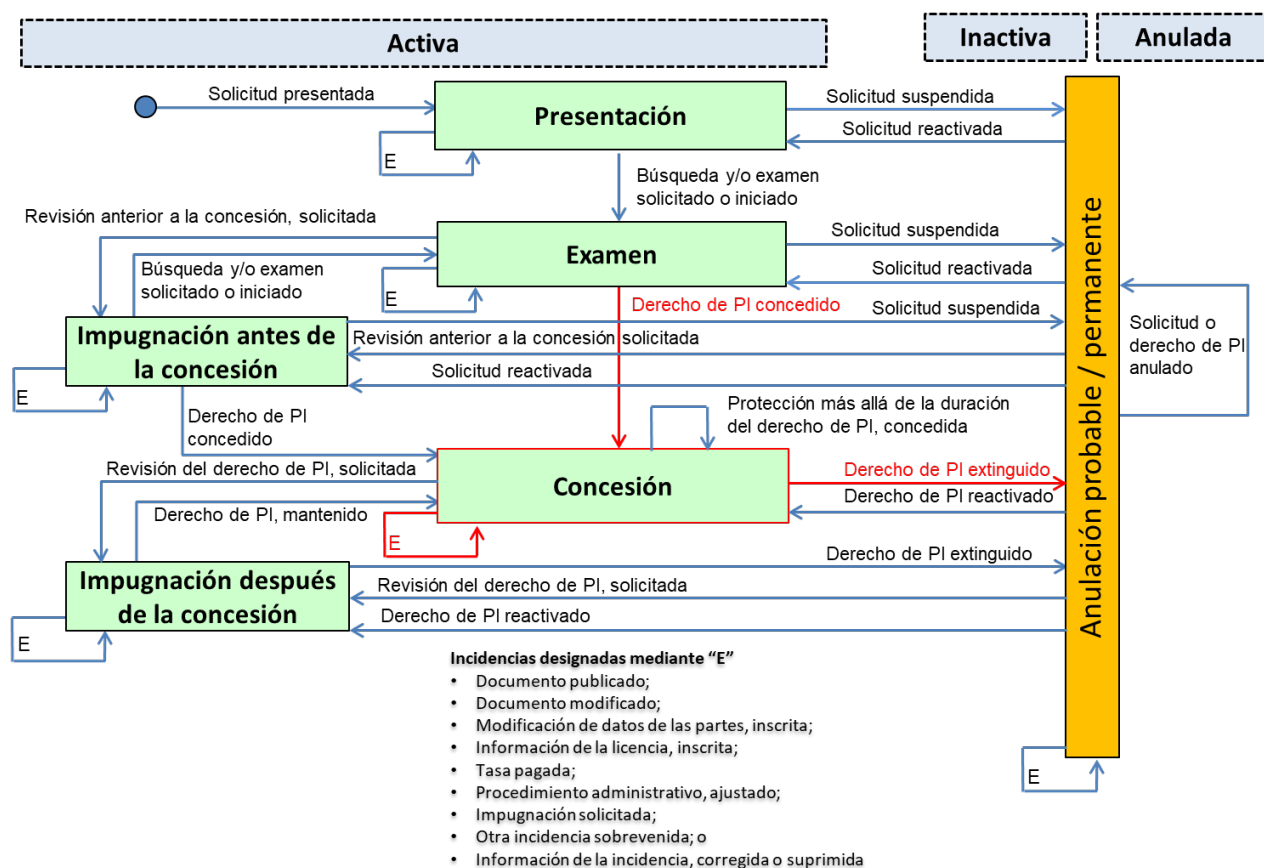 Activa
Inactiva
Anulada
Solicitud presentada
Presentación
Solicitud suspendida
Solicitud reactivada
E
Búsqueda y/o examen
solicitado o iniciado
Revisión anterior a la concesión, solicitada
Examen
Solicitud suspendida
Búsqueda y/o examen
solicitado o iniciado
E
Solicitud reactivada
Derecho de PI concedido
Solicitud suspendida
Impugnación antes de
la concesión
Revisión anterior a la concesión solicitada
Solicitud o
derecho de PI
anulado
E
Solicitud reactivada
Derecho de PI
concedido
Protección más allá de la duración
del derecho de PI, concedida
Revisión del derecho de PI, solicitada
Concesión
Derecho de PI extinguido
Derecho de PI reactivado
Derecho de PI, mantenido
E
Derecho de PI extinguido
Impugnación después
de la concesión
Revisión del derecho de PI, solicitada
Derecho de PI reactivado
E
Anulación probable / permanente
E
Incidencias designadas mediante “E”
• Documento publicado;
• Documento modificado;
• Modificación de datos de las partes, inscrita;
• Información de la licencia, inscrita;
• Tasa pagada;
• Procedimiento administrativo, ajustado;
• Impugnación solicitada;
• Otra incidencia sobrevenida; o
• Información de la incidencia, corregida o suprimida